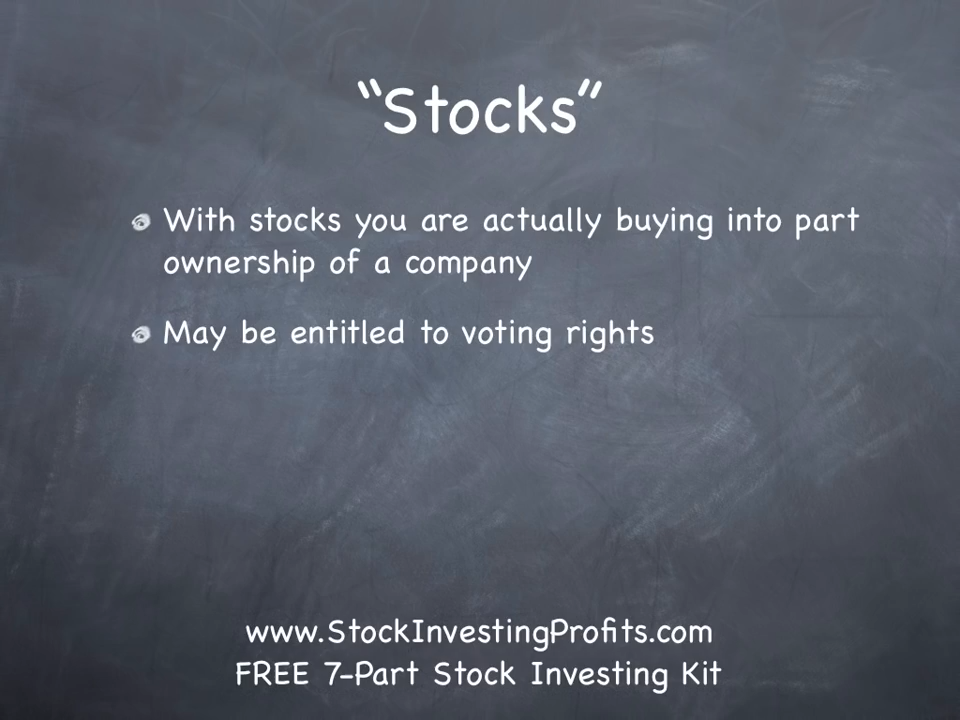 “Stocks”
With stocks you are actually buying into part
ownership of a company
May be entitled to voting rights
www.StockInvestingProfits.com
FREE 7-Part Stock Investing Kit